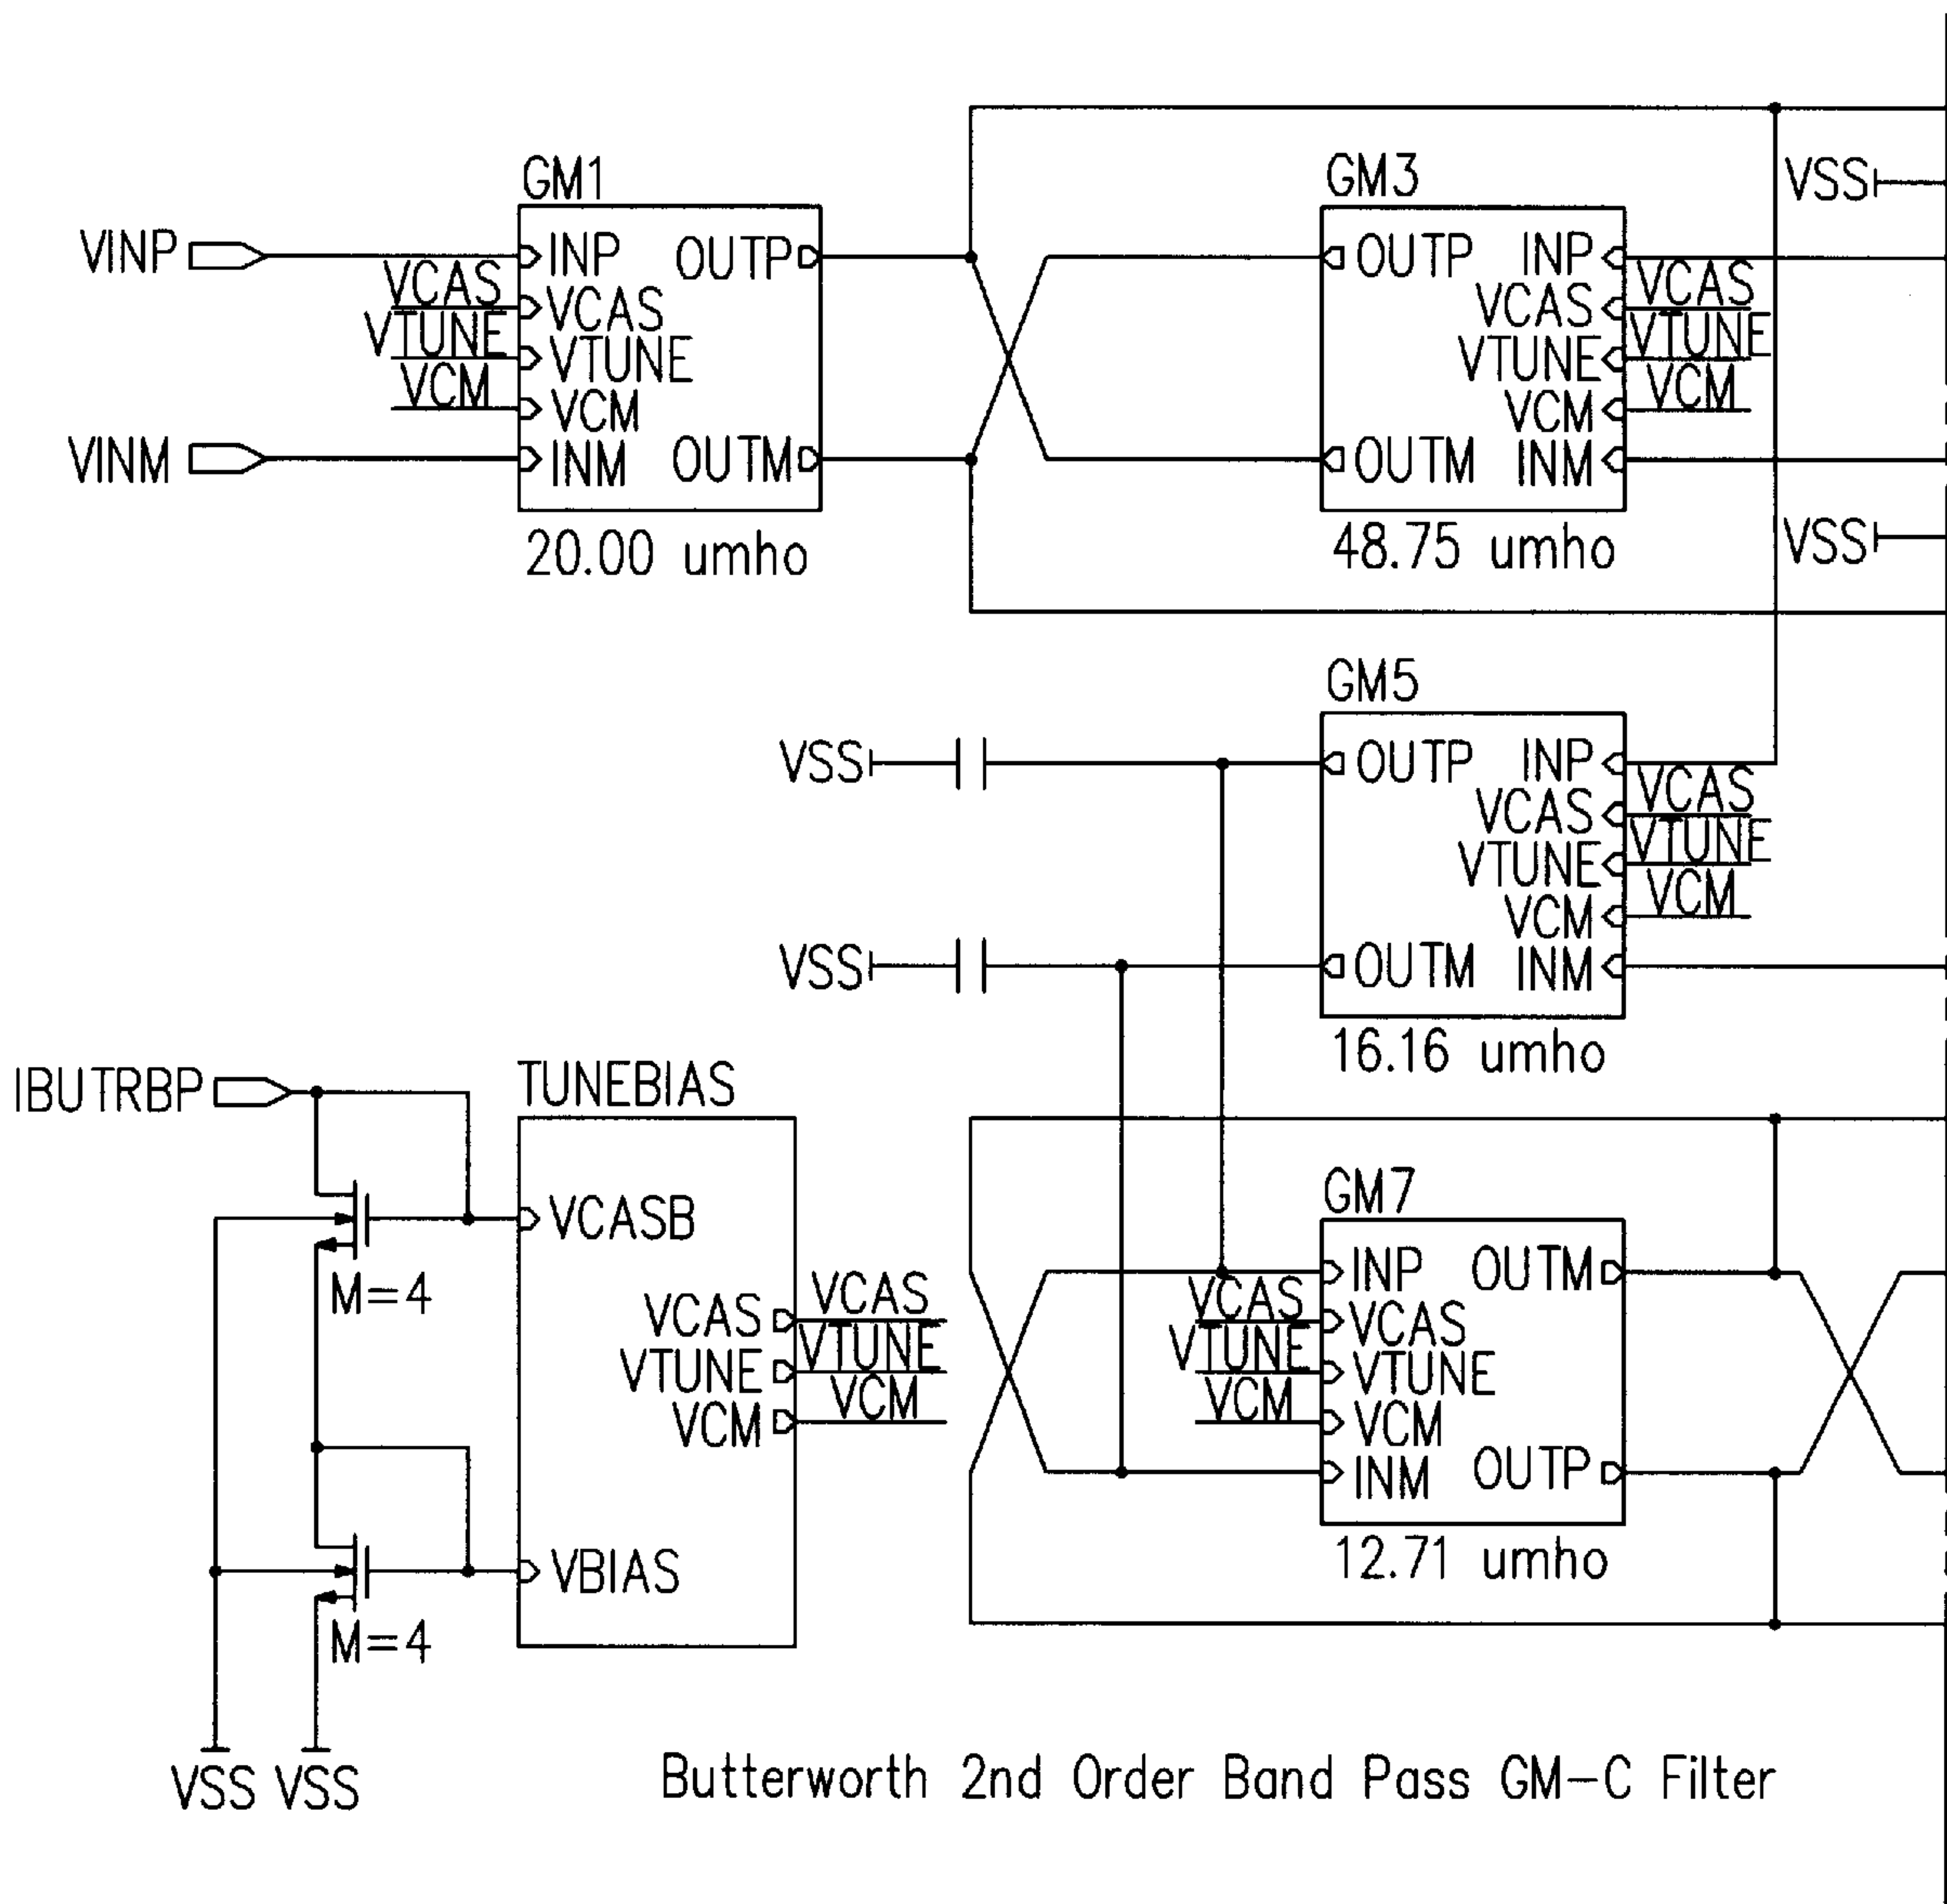 GM1
GM3
VSS
VINP
INP
OUTP
OUTP
INP
VCAS
VCAS
VCAS
VCAS
VTUNE
VTUNE
VTUNE
VTUNE
VCM
VCM
VCM
VCM
VINM
INM
OUTM
OUTM
INM
20.00 umho
48.75 umho
VSS
GM5
VSS
OUTP
INP
VCAS
VCAS
VTUNE
VTUNE
VCM
VCM
VSS
OUTM
INM
16.16 umho
IBUTRBP
TUNEBIAS
GM7
VCASB
M=4
INP
OUTM
VCAS
VCAS
VCAS
VCAS
VTUNE
VTUNE
VTUNE
VTUNE
VCM
VCM
VCM
VCM
INM
OUTP
12.71 umho
VBIAS
M=4
VSS
VSS
Butterworth 2nd Order Band Pass GM-C Filter